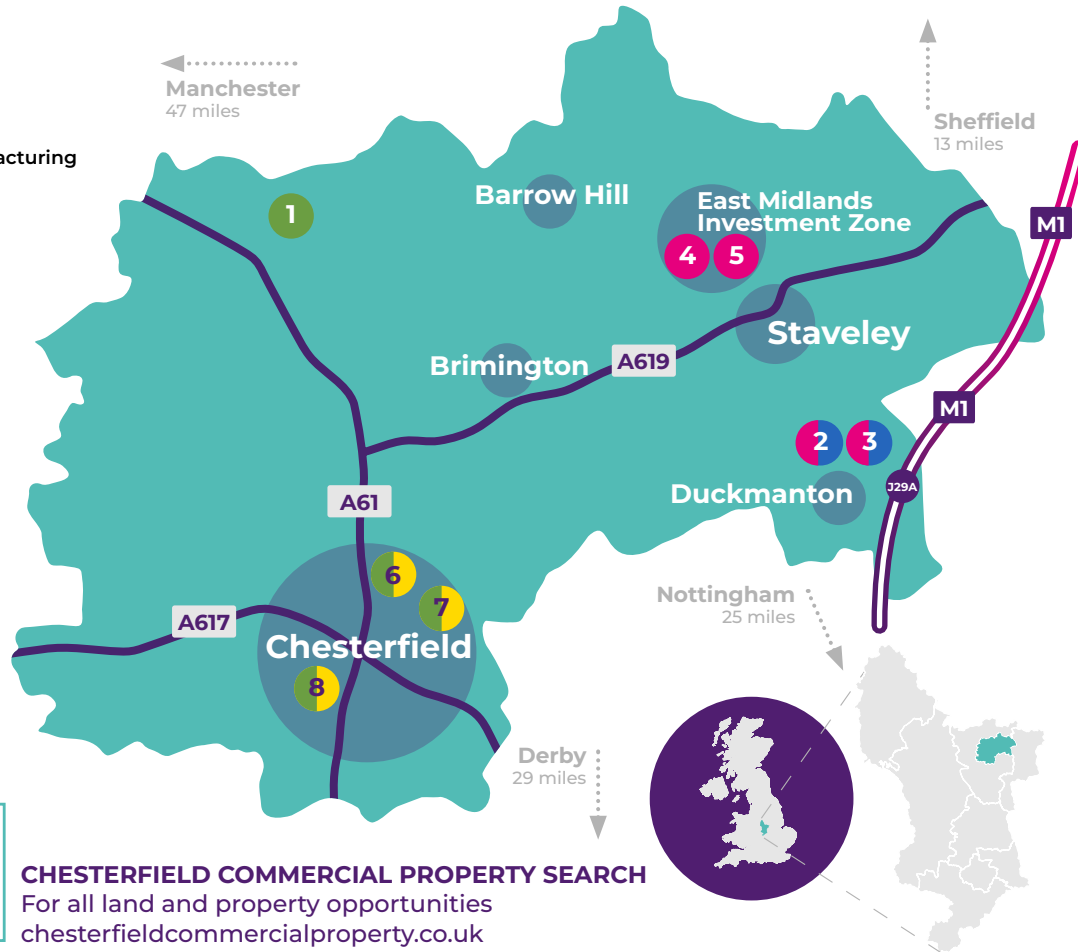 Manchester
47 miles
Sheffield
13 miles
acturing
M1
1
Barrow Hill
East Midlands
Investment Zone
4
5
Staveley
Brimington
A619
M1
2
3
J29A
Duckmanton
A61
6
7
Nottingham
25 miles
A617
Chesterfield
8
Derby
29 miles
CHESTERFIELD COMMERCIAL PROPERTY SEARCH
For all land and property opportunities
chesterfieldcommercialproperty.co.uk